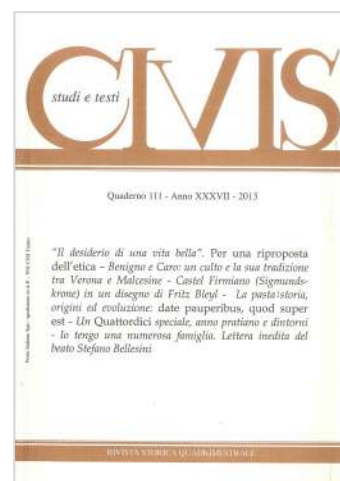 CIVIS
studi e testi
Quaderno 111 - Anno XXXVII - 2013
"Il desiderio di una vita bella". Per una riproposta
dell'etica – Benigno e Caro: un culto e la sua tradizione
tra Verona e Malcesine - Castel Firmiano (Sigmunds-
krone) in un disegno di Fritz Bleyl - La pasta:storia,
origini ed evoluzione: date pauperibus, quod super
est - Un Quattordici speciale, anno pratiano e dintorni
- Io tengo una numerosa famiglia. Lettera inedita del
beato Stefano Bellesini
RIVISTA STORICA QUADRIMESTRALE